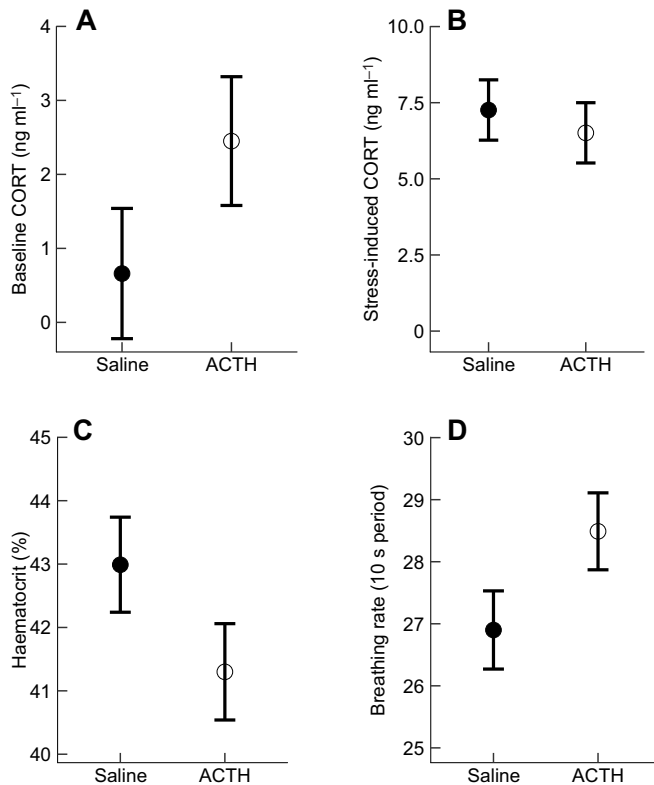 A
Baseline CORT (ng ml⁻¹)
4
3
2
1
0
Saline
ACTH
B
Stress-induced CORT (ng ml⁻¹)
10.0
7.5
5.0
2.5
0
Saline
ACTH
C
Haematocrit (%)
45
44
43
42
41
40
Saline
ACTH
D
Breathing rate (10 s period)
30
29
28
27
26
25
Saline
ACTH